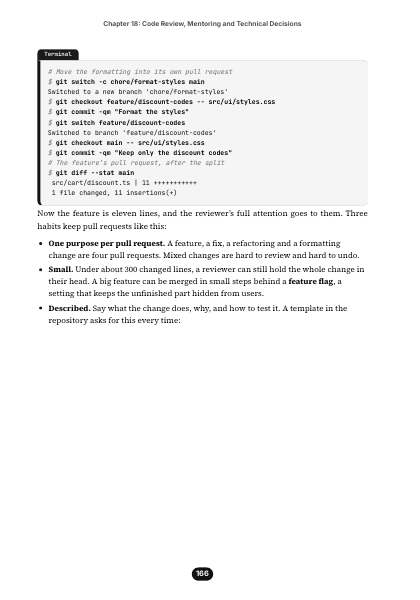 Chapter 18: Code Review, Mentoring and Technical Decisions
Terminal
# Move the formatting into its own pull request
$ git switch -c chore/format-styles main
Switched to a new branch 'chore/format-styles'
$ git checkout feature/discount-codes -- src/ui/styles.css
$ git commit -qm "Format the styles"
$ git switch feature/discount-codes
Switched to branch 'feature/discount-codes'
$ git checkout main -- src/ui/styles.css
$ git commit -qm "Keep only the discount codes"
# The feature's pull request, after the split
$ git diff --stat main
src/cart/discount.ts | 11 +++++++++++
1 file changed, 11 insertions(+)
Now the feature is eleven lines, and the reviewer's full attention goes to them. Three
habits keep pull requests like this:
• One purpose per pull request. A feature, a fix, a refactoring and a formatting
change are four pull requests. Mixed changes are hard to review and hard to undo.
• Small. Under about 300 changed lines, a reviewer can still hold the whole change in
their head. A big feature can be merged in small steps behind a feature flag, a
setting that keeps the unfinished part hidden from users.
• Described. Say what the change does, why, and how to test it. A template in the
repository asks for this every time:
166